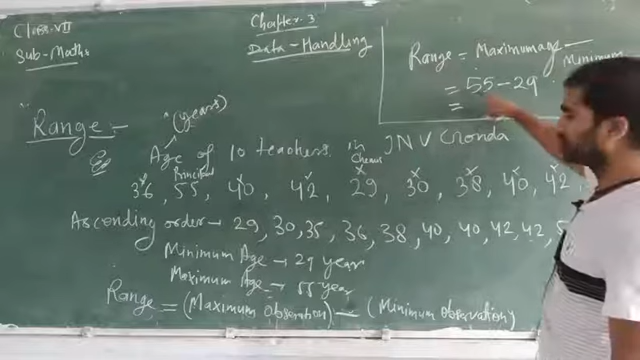 Class-VII
Sub-Maths
Chapter-3
Data-Handling
Range = Maximum age — Minimum
= 55-29
=
Range:-
(years)
Age of 10 teachers in JNV Gronda
Principal
36, 55, 40, 42, 29, 30, 38, 40, 42,
Ascending order → 29, 30, 35, 36, 38, 40, 40, 42, 42, 5
Minimum Age → 29 year
Maximum Age → 55 year
Range = (Maximum observation) — (Minimum observation)